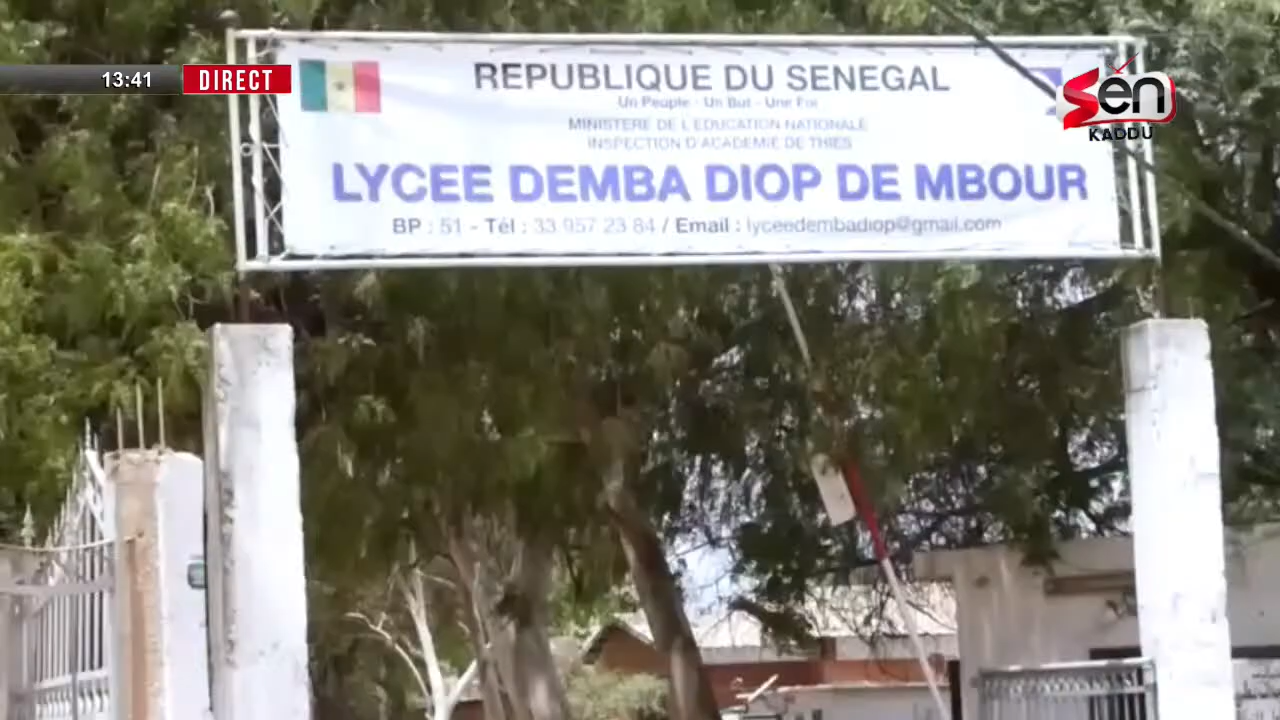 13:41 DIRECT
REPUBLIQUE DU SENEGAL
Un Peuple - Un But - Une Foi
MINISTERE DE L'EDUCATION NATIONALE
INSPECTION D'ACADEMIE DE THIES
LYCEE DEMBA DIOP DE MBOUR
BP : 51 - Tél : 33 957 23 84 / Email : lyceedembadiop@gmail.com
Sen
KADDU